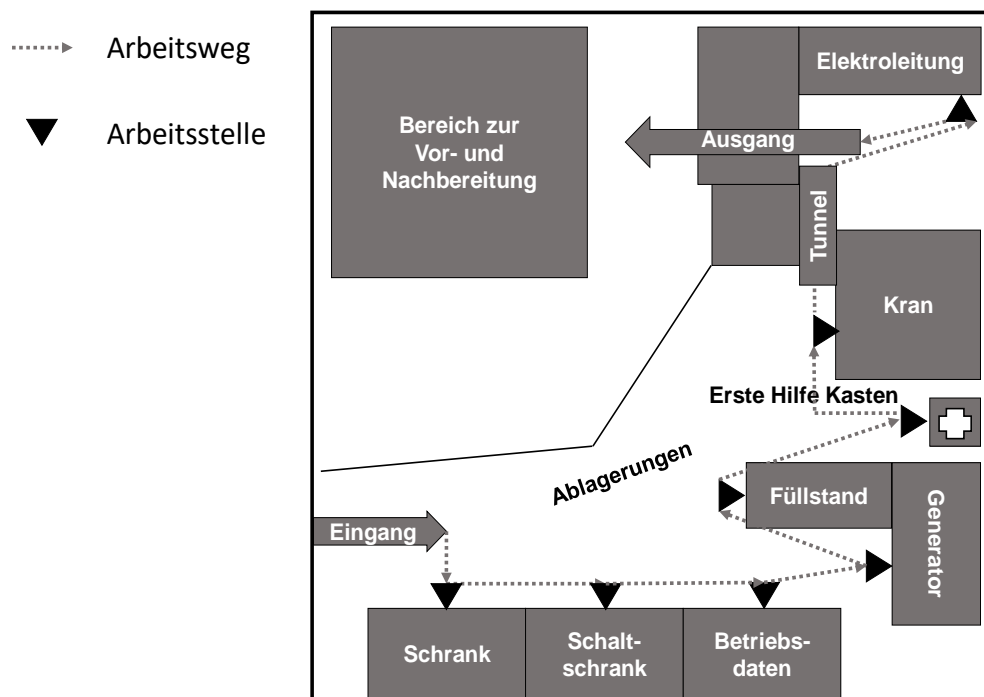 Arbeitsweg
Arbeitsstelle
Elektroleitung
Bereich zur
Vor- und
Nachbereitung
Ausgang
Tunnel
Kran
Erste Hilfe Kasten
Ablagerungen
Füllstand
Generator
Eingang
Schrank
Schalt-
schrank
Betriebs-
daten